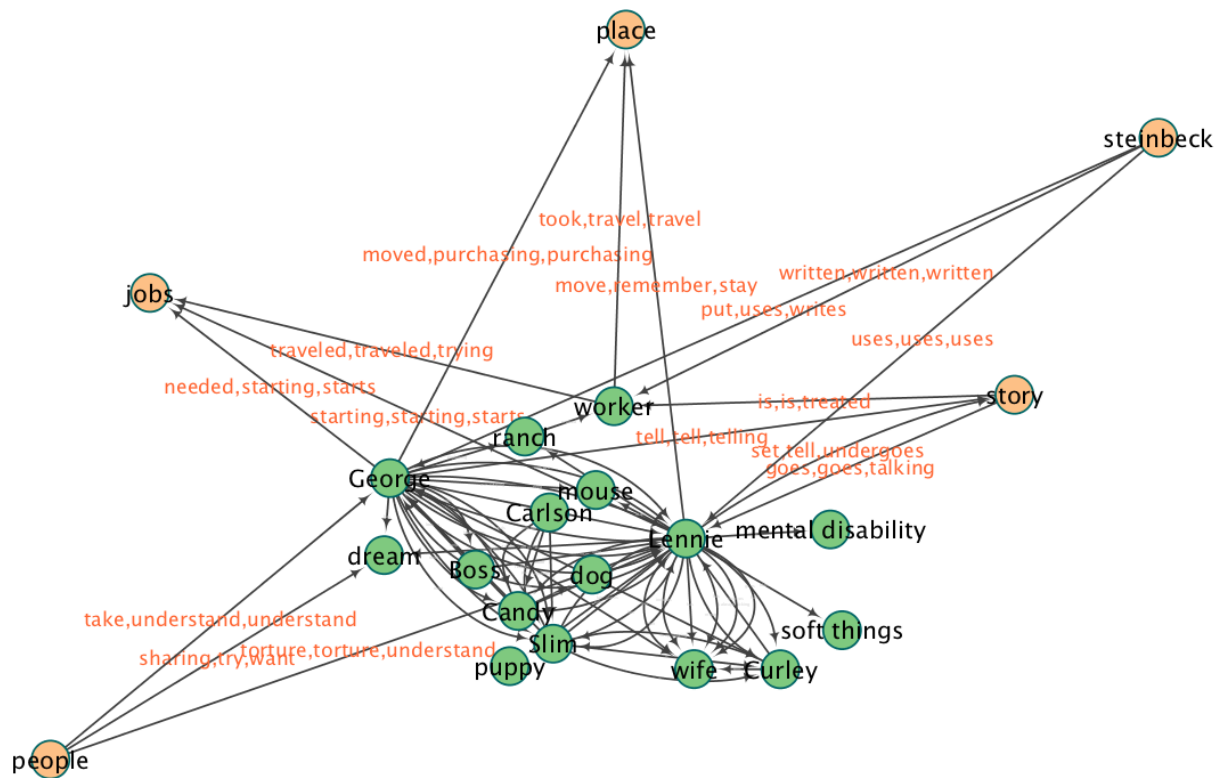 place
steinbeck
took,travel,travel
moved,purchasing,purchasing
written,written,written
move,remember,stay
jobs
put,uses,writes
uses,uses,uses
traveled,traveled,trying
needed,starting,starts
story
worker
is,is,treated
starting,starting,starts
ranch
tell,tell,telling
set,tell,undergoes
goes,goes,talking
George
mouse
Carlson
mental disability
Lennie
dream
Boss
dog
Candy
take,understand,understand
soft things
Slim
torture,torture,understand
sharing,try,want
puppy
wife
Curley
people